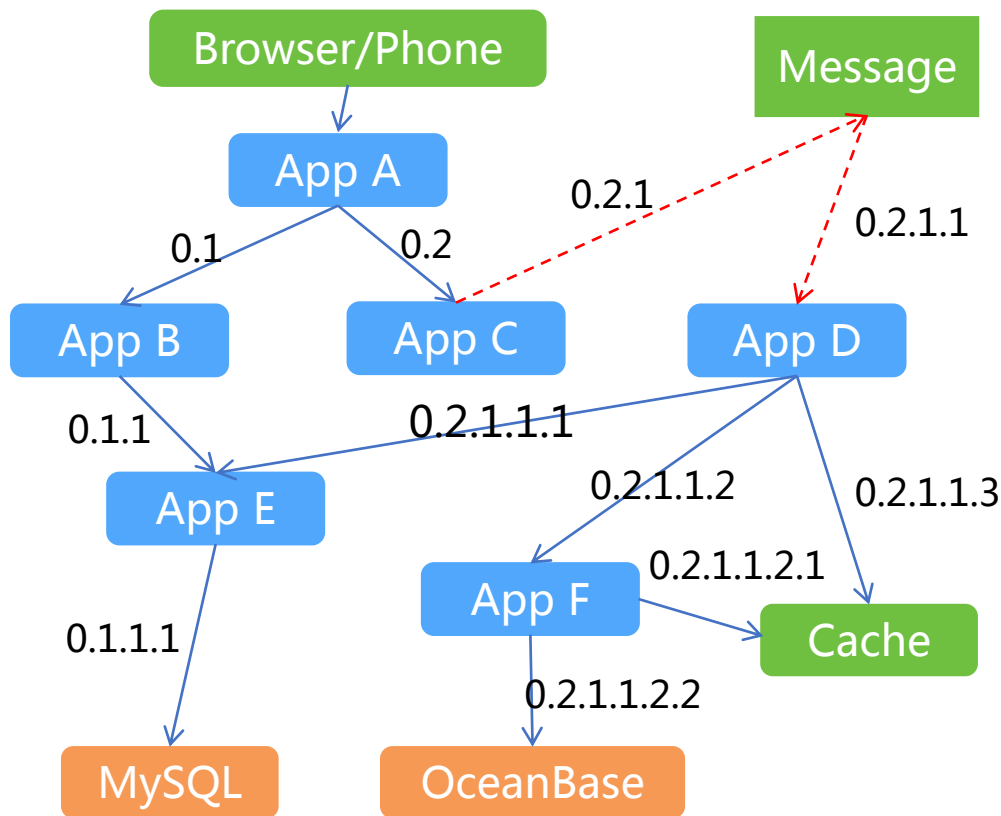 Browser/Phone
Message
App A
0.2.1
0.1
0.2
0.2.1.1
App B
App C
App D
0.1.1
0.2.1.1.1
App E
0.2.1.1.2
0.2.1.1.3
0.2.1.1.2.1
App F
0.1.1.1
Cache
0.2.1.1.2.2
MySQL
OceanBase